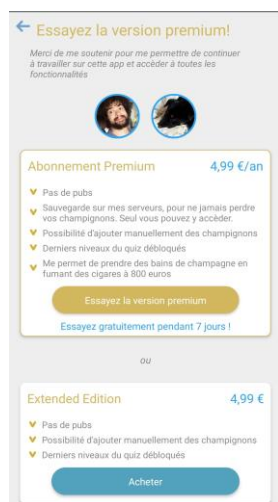 Essayez la version premium!
Merci de me soutenir pour me permettre de continuer
à travailler sur cette app et accèder à toutes les
fonctionnalités
Abonnement Premium 4,99 €/an
Pas de pubs
Sauvegarde sur mes serveurs, pour ne jamais perdre
vos champignons. Seul vous pouvez y accèder.
Possibilité d'ajouter manuellement des champignons
Derniers niveaux du quiz débloqués
Me permet de prendre des bains de champagne en
fumant des cigares à 800 euros
Essayez la version premium
Essayez gratuitement pendant 7 jours !
ou
Extended Edition 4,99 €
Pas de pubs
Possibilité d'ajouter manuellement des champignons
Derniers niveaux du quiz débloqués
Acheter